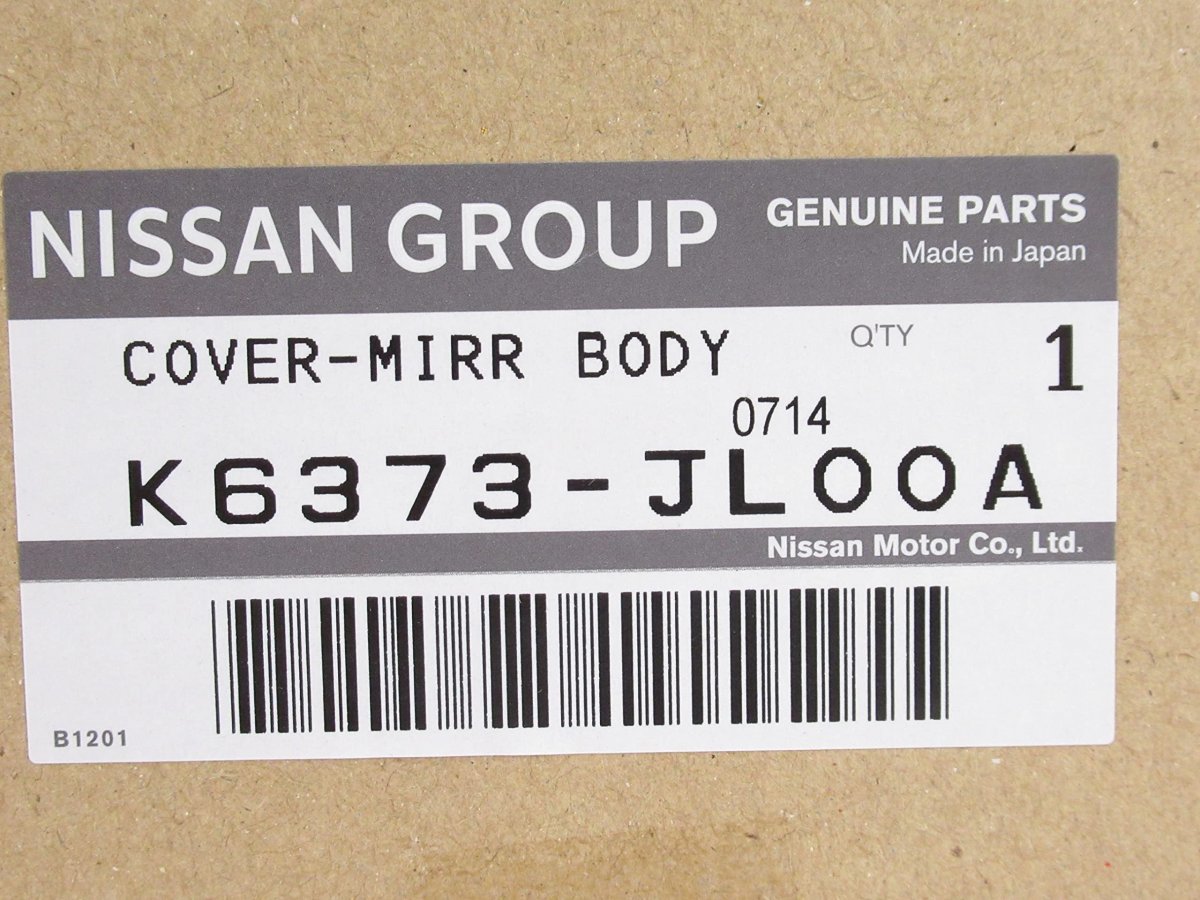 NISSAN GROUP
GENUINE PARTS
Made in Japan
COVER-MIRR BODY
Q'TY 1
0714
K6373-JL00A
Nissan Motor Co., Ltd.
B1201